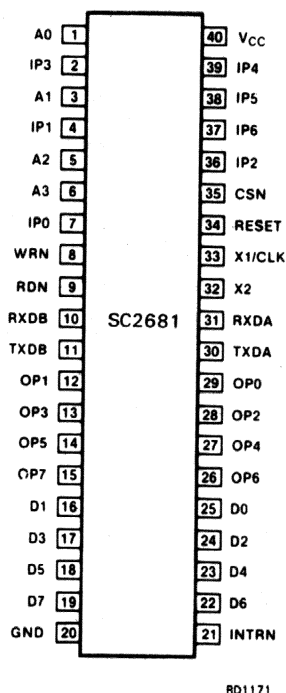 A0 1 40 VCC
IP3 2 39 IP4
A1 3 38 IP5
IP1 4 37 IP6
A2 5 36 IP2
A3 6 35 CSN
IP0 7 34 RESET
WRN 8 33 X1/CLK
RDN 9 32 X2
RXDB 10 SC2681 31 RXDA
TXDB 11 30 TXDA
OP1 12 29 OP0
OP3 13 28 OP2
OP5 14 27 OP4
OP7 15 26 OP6
D1 16 25 D0
D3 17 24 D2
D5 18 23 D4
D7 19 22 D6
GND 20 21 INTRN
BD1171